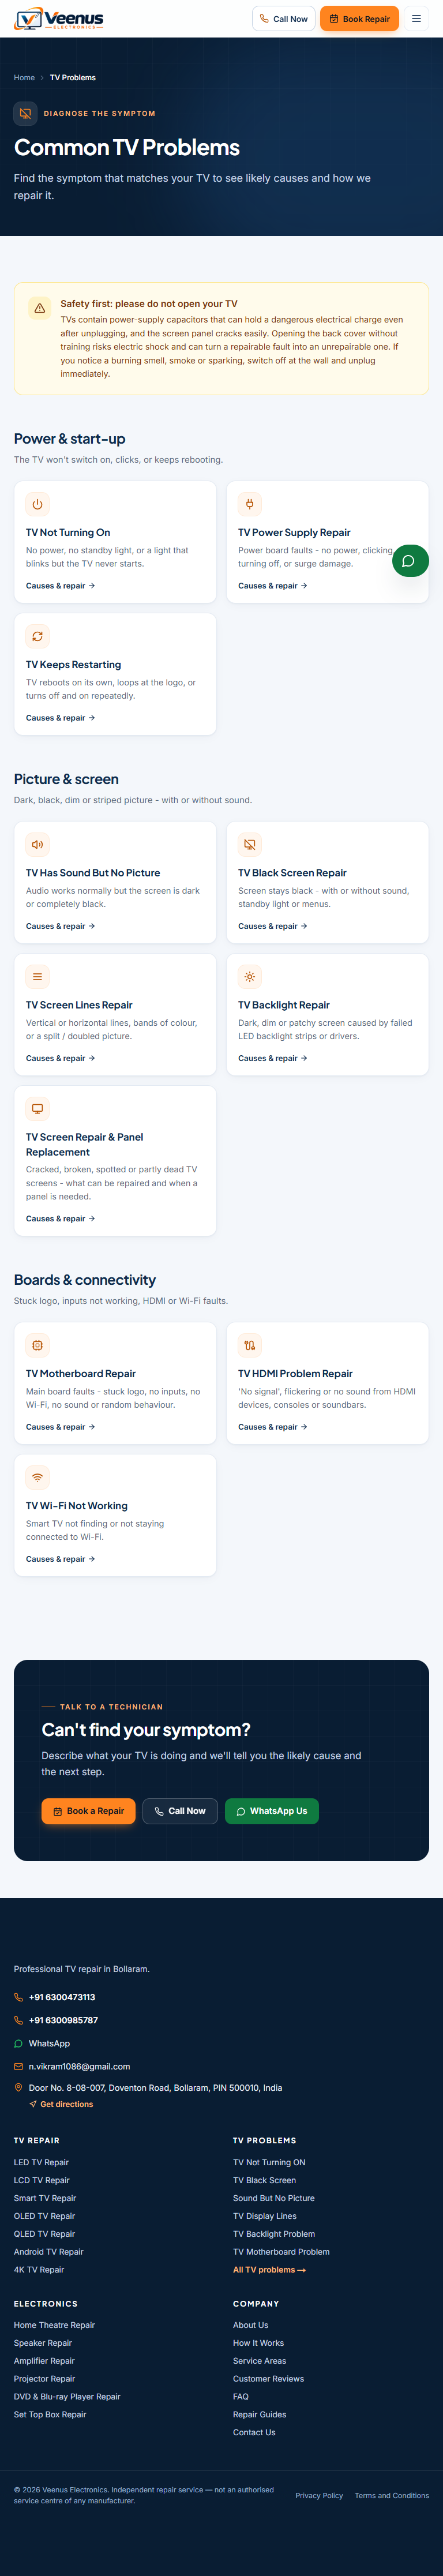 Veenus
ELECTRONICS
Call Now
Book Repair
Home > TV Problems
DIAGNOSE THE SYMPTOM
Common TV Problems
Find the symptom that matches your TV to see likely causes and how we
repair it.
Safety first: please do not open your TV
TVs contain power-supply capacitors that can hold a dangerous electrical charge even
after unplugging, and the screen panel cracks easily. Opening the back cover without
training risks electric shock and can turn a repairable fault into an unrepairable one. If
you notice a burning smell, smoke or sparking, switch off at the wall and unplug
immediately.
Power & start-up
The TV won't switch on, clicks, or keeps rebooting.
TV Not Turning On
No power, no standby light, or a light that
blinks but the TV never starts.
Causes & repair →
TV Power Supply Repair
Power board faults - no power, clicking,
turning off, or surge damage.
Causes & repair →
TV Keeps Restarting
TV reboots on its own, loops at the logo, or
turns off and on repeatedly.
Causes & repair →
Picture & screen
Dark, black, dim or striped picture - with or without sound.
TV Has Sound But No Picture
Audio works normally but the screen is dark
or completely black.
Causes & repair →
TV Black Screen Repair
Screen stays black - with or without sound,
standby light or menus.
Causes & repair →
TV Screen Lines Repair
Vertical or horizontal lines, bands of colour,
or a split / doubled picture.
Causes & repair →
TV Backlight Repair
Dark, dim or patchy screen caused by failed
LED backlight strips or drivers.
Causes & repair →
TV Screen Repair & Panel
Replacement
Cracked, broken, spotted or partly dead TV
screens - what can be repaired and when a
panel is needed.
Causes & repair →
Boards & connectivity
Stuck logo, inputs not working, HDMI or Wi-Fi faults.
TV Motherboard Repair
Main board faults - stuck logo, no inputs, no
Wi-Fi, no sound or random behaviour.
Causes & repair →
TV HDMI Problem Repair
'No signal', flickering or no sound from HDMI
devices, consoles or soundbars.
Causes & repair →
TV Wi-Fi Not Working
Smart TV not finding or not staying
connected to Wi-Fi.
Causes & repair →
TALK TO A TECHNICIAN
Can't find your symptom?
Describe what your TV is doing and we'll tell you the likely cause and
the next step.
Book a Repair
Call Now
WhatsApp Us
Professional TV repair in Bollaram.
+91 6300473113
+91 6300985787
WhatsApp
n.vikram1086@gmail.com
Door No. 8-08-007, Doventon Road, Bollaram, PIN 500010, India
Get directions
TV REPAIR
LED TV Repair
LCD TV Repair
Smart TV Repair
OLED TV Repair
QLED TV Repair
Android TV Repair
4K TV Repair
TV PROBLEMS
TV Not Turning ON
TV Black Screen
Sound But No Picture
TV Display Lines
TV Backlight Problem
TV Motherboard Problem
All TV problems →
ELECTRONICS
Home Theatre Repair
Speaker Repair
Amplifier Repair
Projector Repair
DVD & Blu-ray Player Repair
Set Top Box Repair
COMPANY
About Us
How It Works
Service Areas
Customer Reviews
FAQ
Repair Guides
Contact Us
© 2026 Veenus Electronics. Independent repair service — not an authorised
service centre of any manufacturer.
Privacy Policy
Terms and Conditions